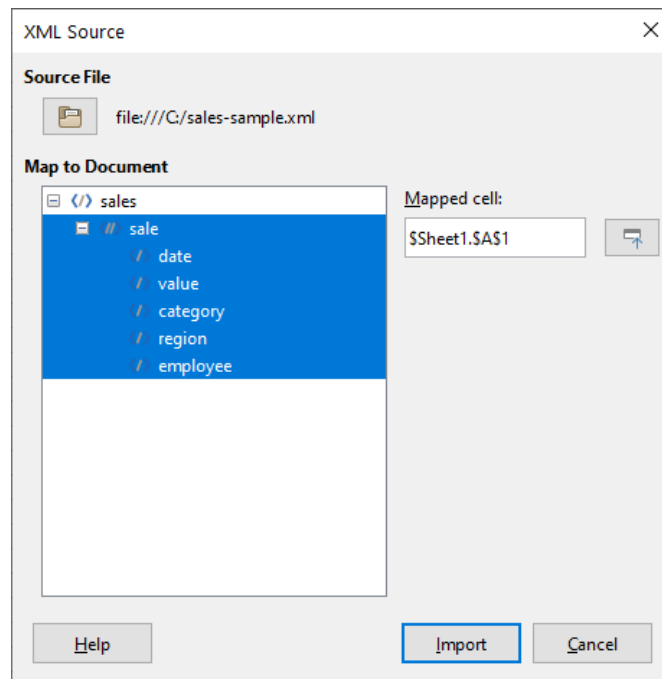 XML Source
Source File
file:///C:/sales-sample.xml
Map to Document
sales
sale
date
value
category
region
employee
Mapped cell:
$Sheet1.$A$1
Help
Import
Cancel